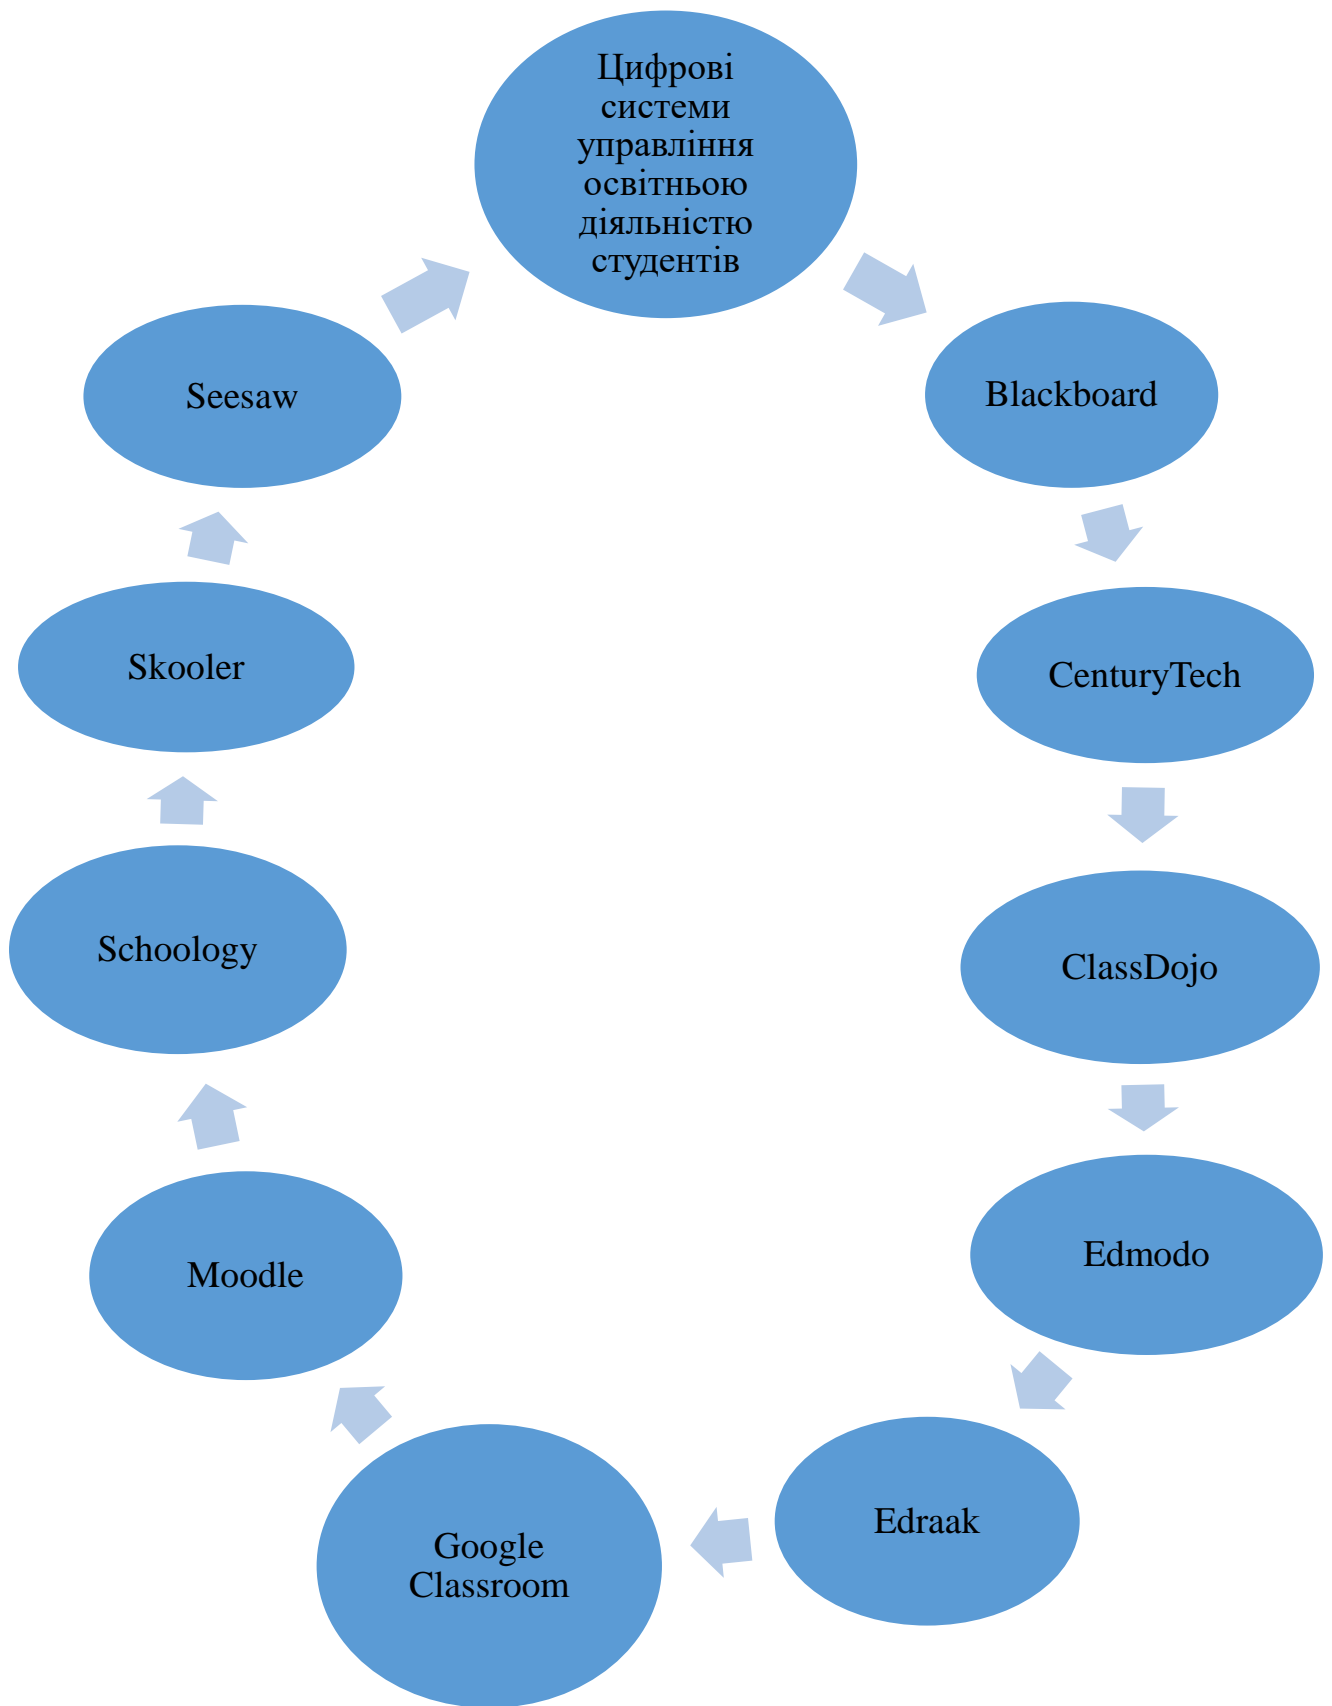 Цифрові
системи
управління
освітньою
діяльністю
студентів
Blackboard
CenturyTech
ClassDojo
Edmodo
Edraak
Google
Classroom
Moodle
Schoology
Skooler
Seesaw